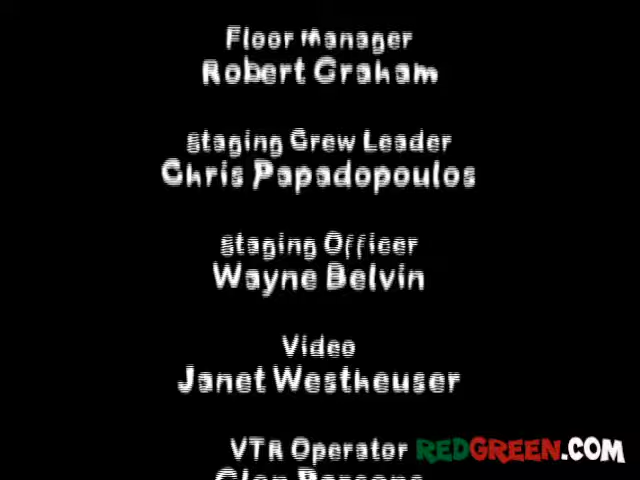 Floor Manager
Robert Graham
Staging Crew Leader
Chris Papadopoulos
Staging Officer
Wayne Belvin
Video
Janet Westheuser
VTR Operator
REDGREEN.COM